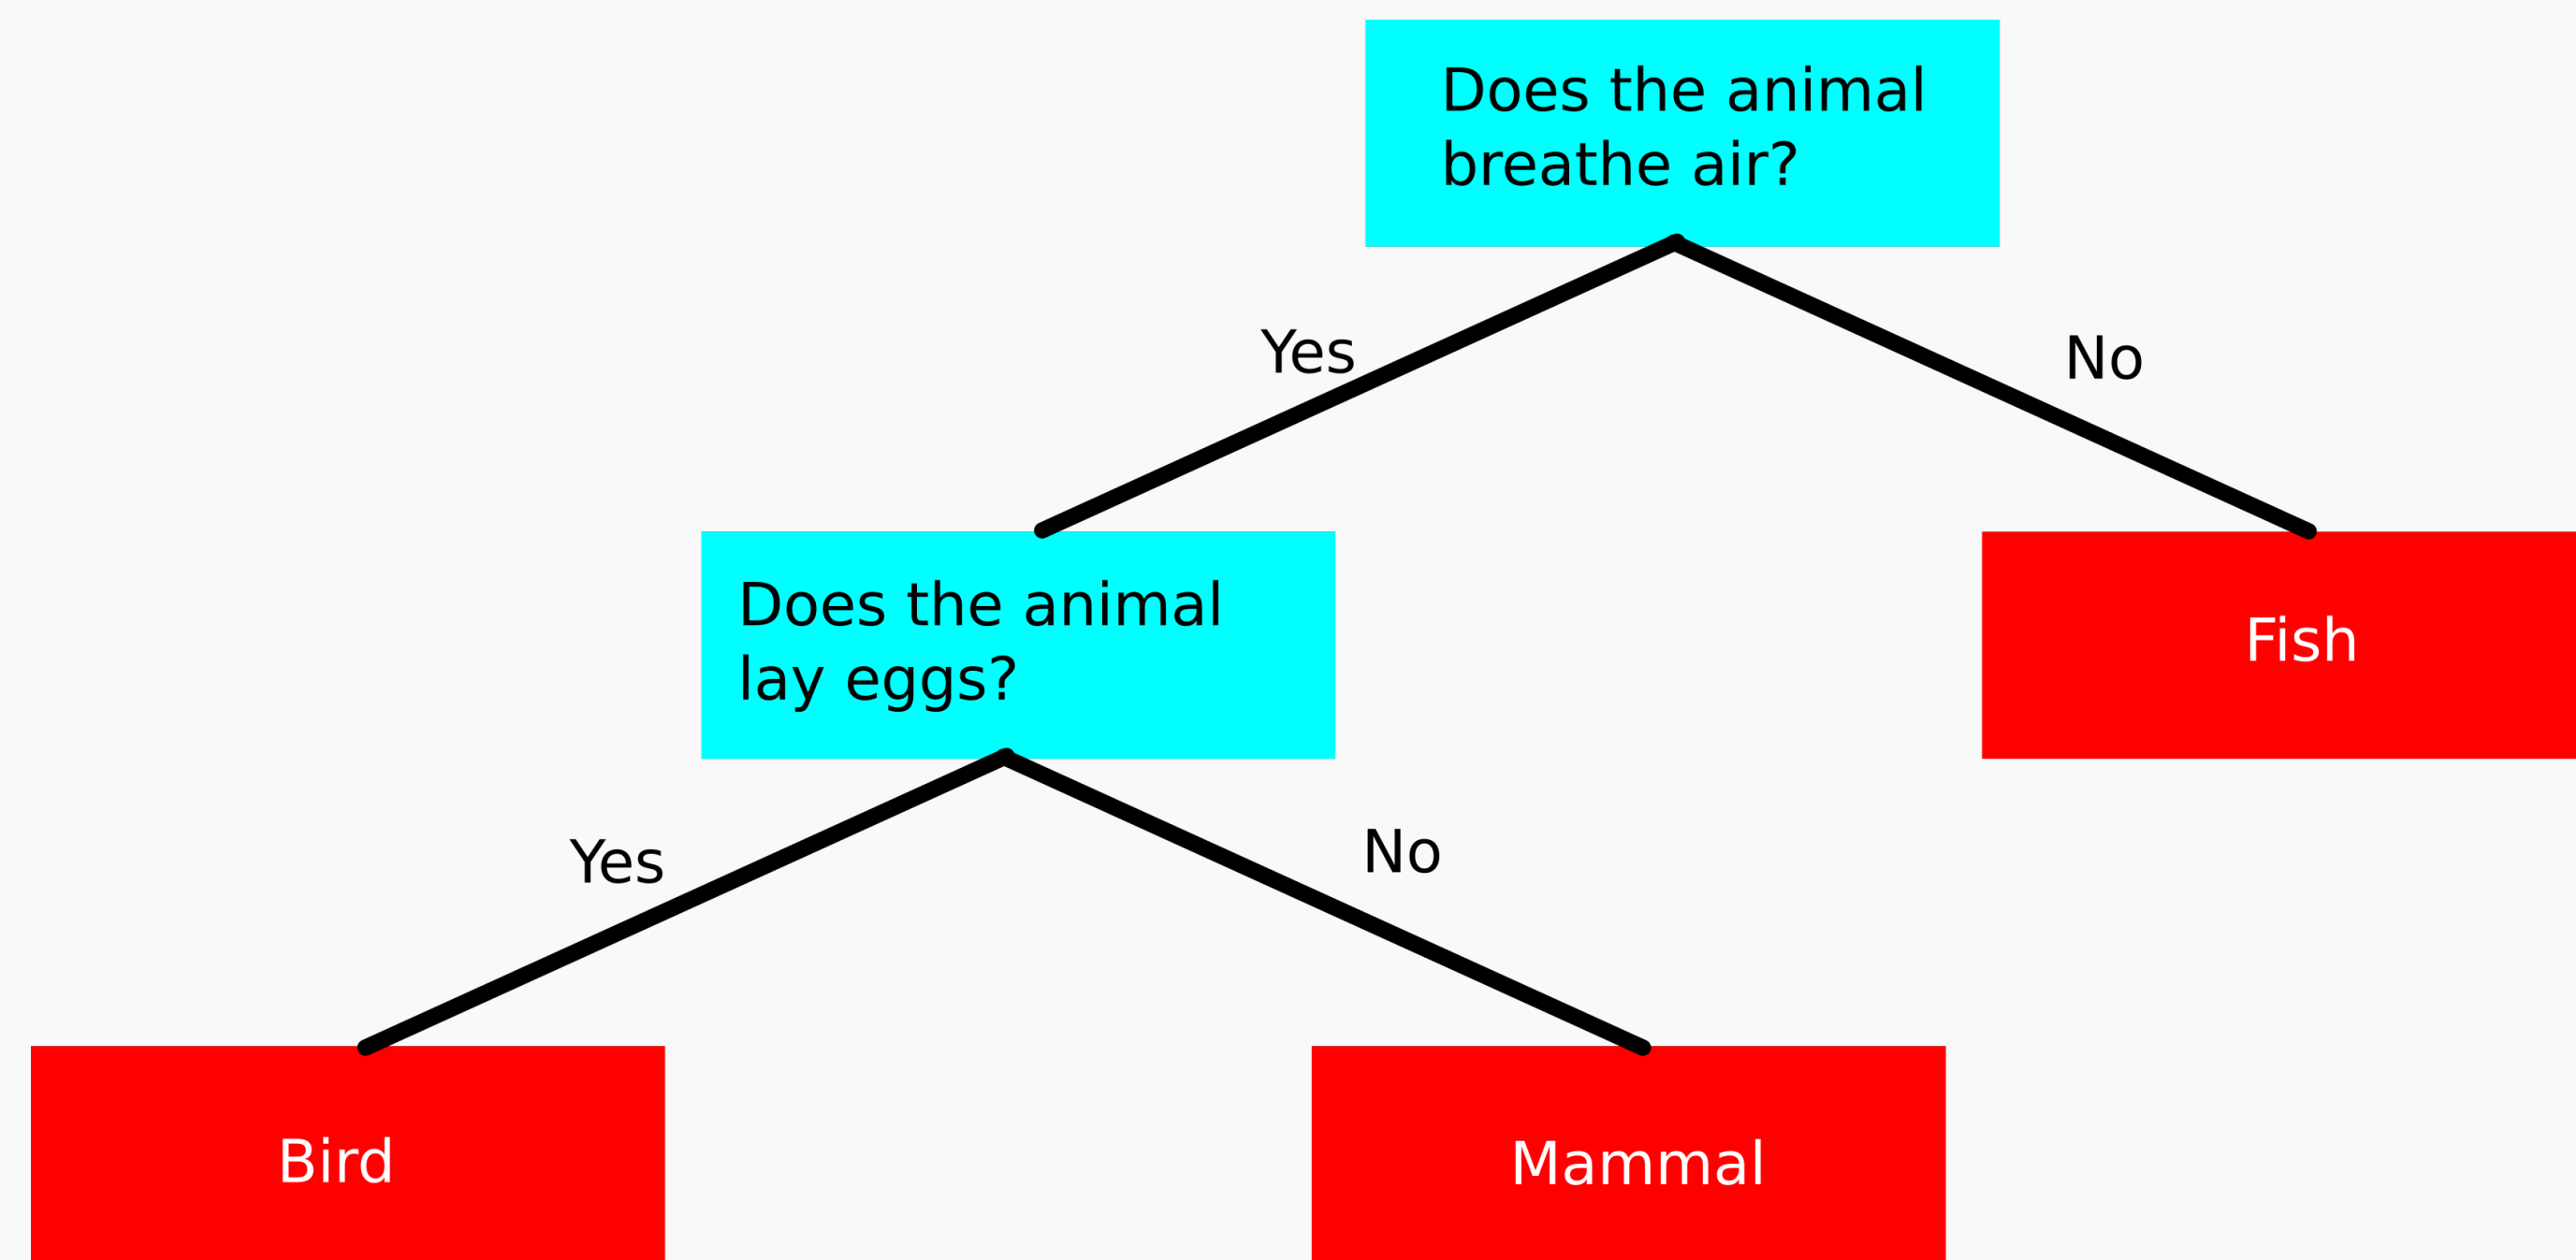 Does the animal
breathe air?
Yes
No
Does the animal
lay eggs?
Fish
Yes
No
Bird
Mammal